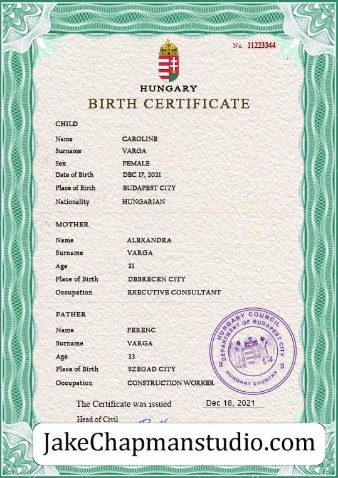 No. 11223344
HUNGARY
BIRTH CERTIFICATE
CHILD
Name CAROLINE
Surname VARGA
Sex FEMALE
Date of Birth DEC 17, 2021
Place of Birth BUDAPEST CITY
Nationality HUNGARIAN
MOTHER
Name ALEXANDRA
Surname VARGA
Age 31
Place of Birth DEBRECEN CITY
Occupation EXECUTIVE CONSULTANT
FATHER
Name FERENC
Surname VARGA
Age 33
Place of Birth SZEGAD CITY
Occupation CONSTRUCTION WORKER
HUNGARY COUNCIL
DEPARTMENT OF BUDAPEST CITY
HUNGARY COUNTRY
The Certificate was issued Dec 18, 2021
Head of Civil
JakeChapmanstudio.com